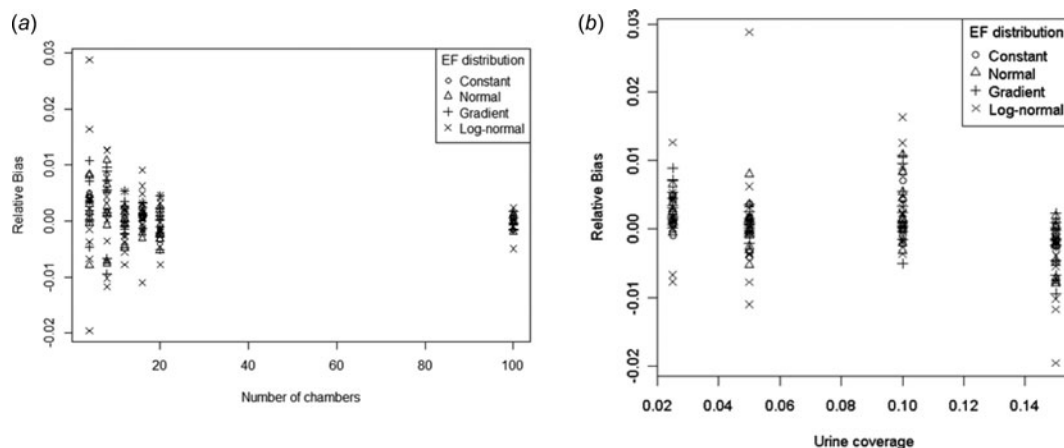 (a)
0.03
0.02
0.01
0.00
-0.01
-0.02
Relative Bias
20
40
60
80
100
Number of chambers
EF distribution
Constant
Normal
Gradient
Log-normal
(b)
0.03
0.02
0.01
0.00
-0.01
-0.02
Relative Bias
0.02
0.04
0.06
0.08
0.10
0.12
0.14
Urine coverage
EF distribution
Constant
Normal
Gradient
Log-normal